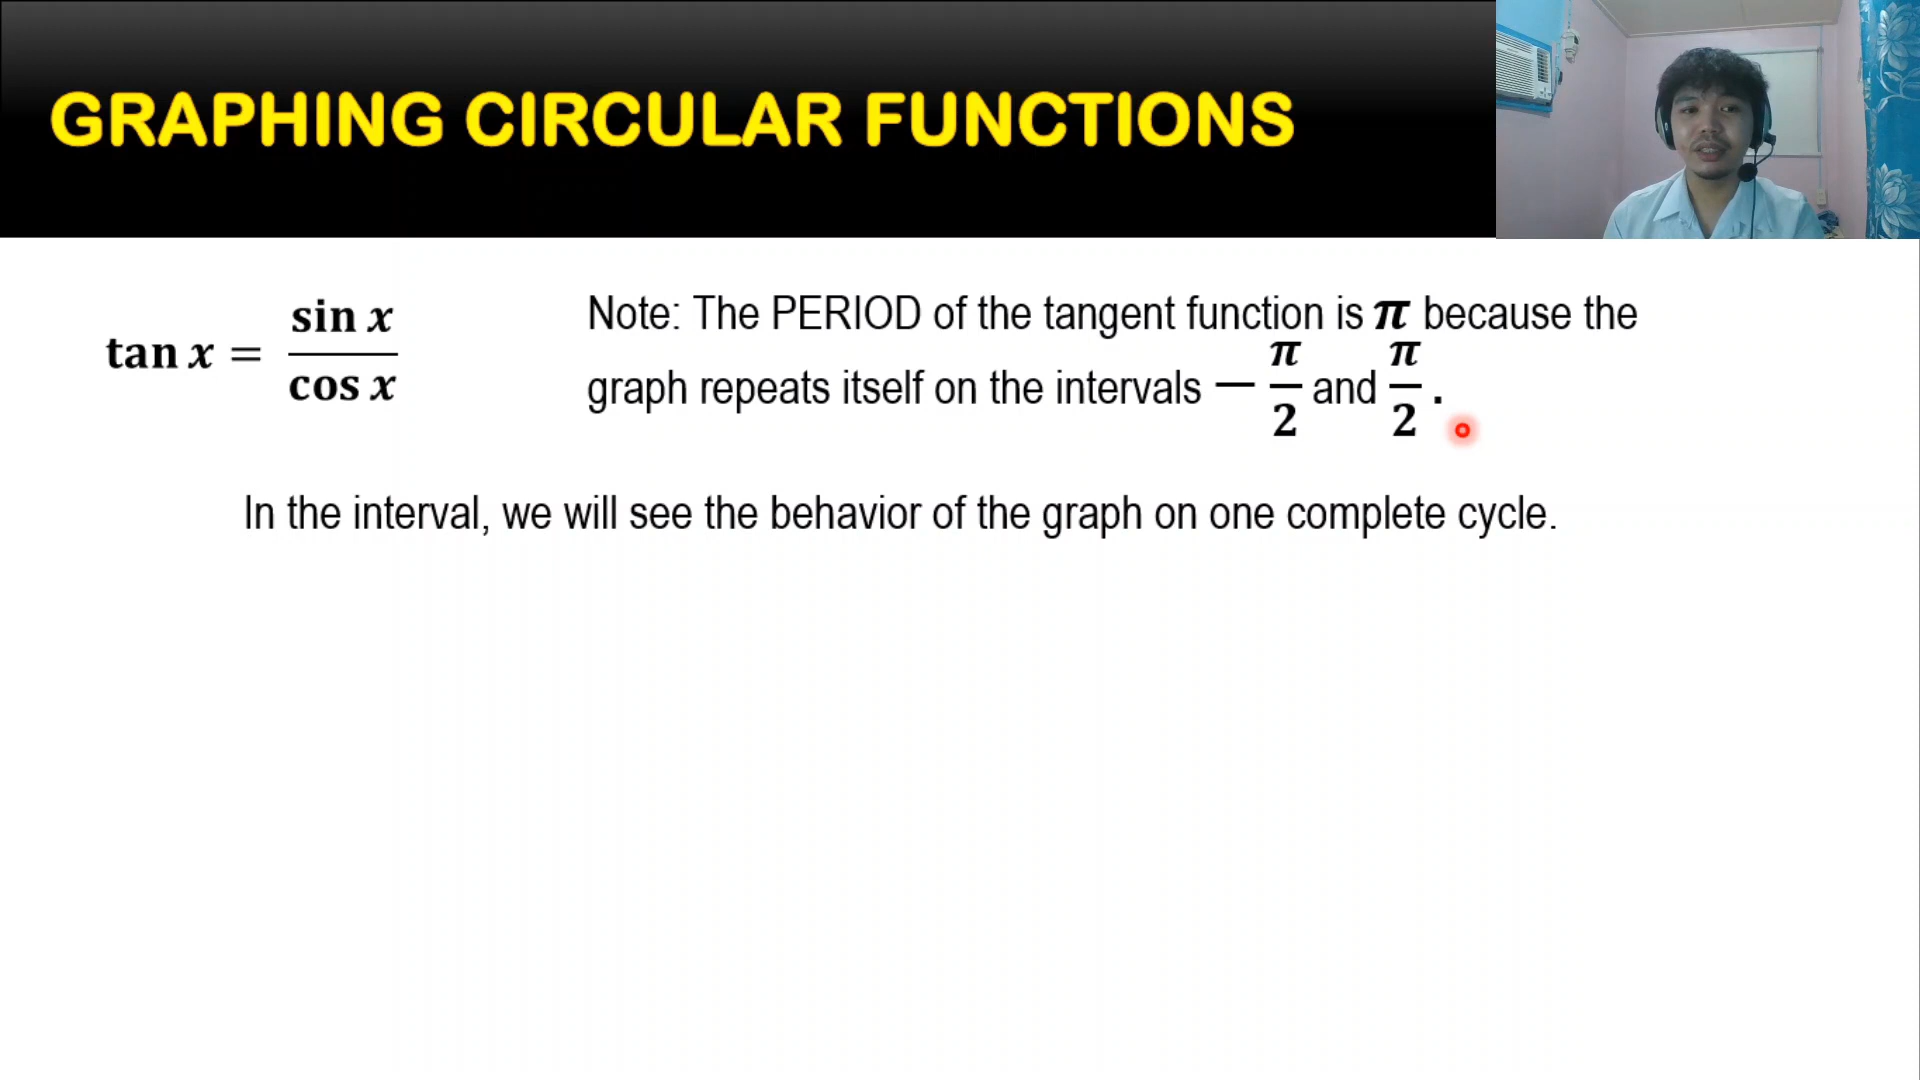 GRAPHING CIRCULAR FUNCTIONS
tan x = sin x / cos x
Note: The PERIOD of the tangent function is π because the
graph repeats itself on the intervals − π/2 and π/2 .
In the interval, we will see the behavior of the graph on one complete cycle.